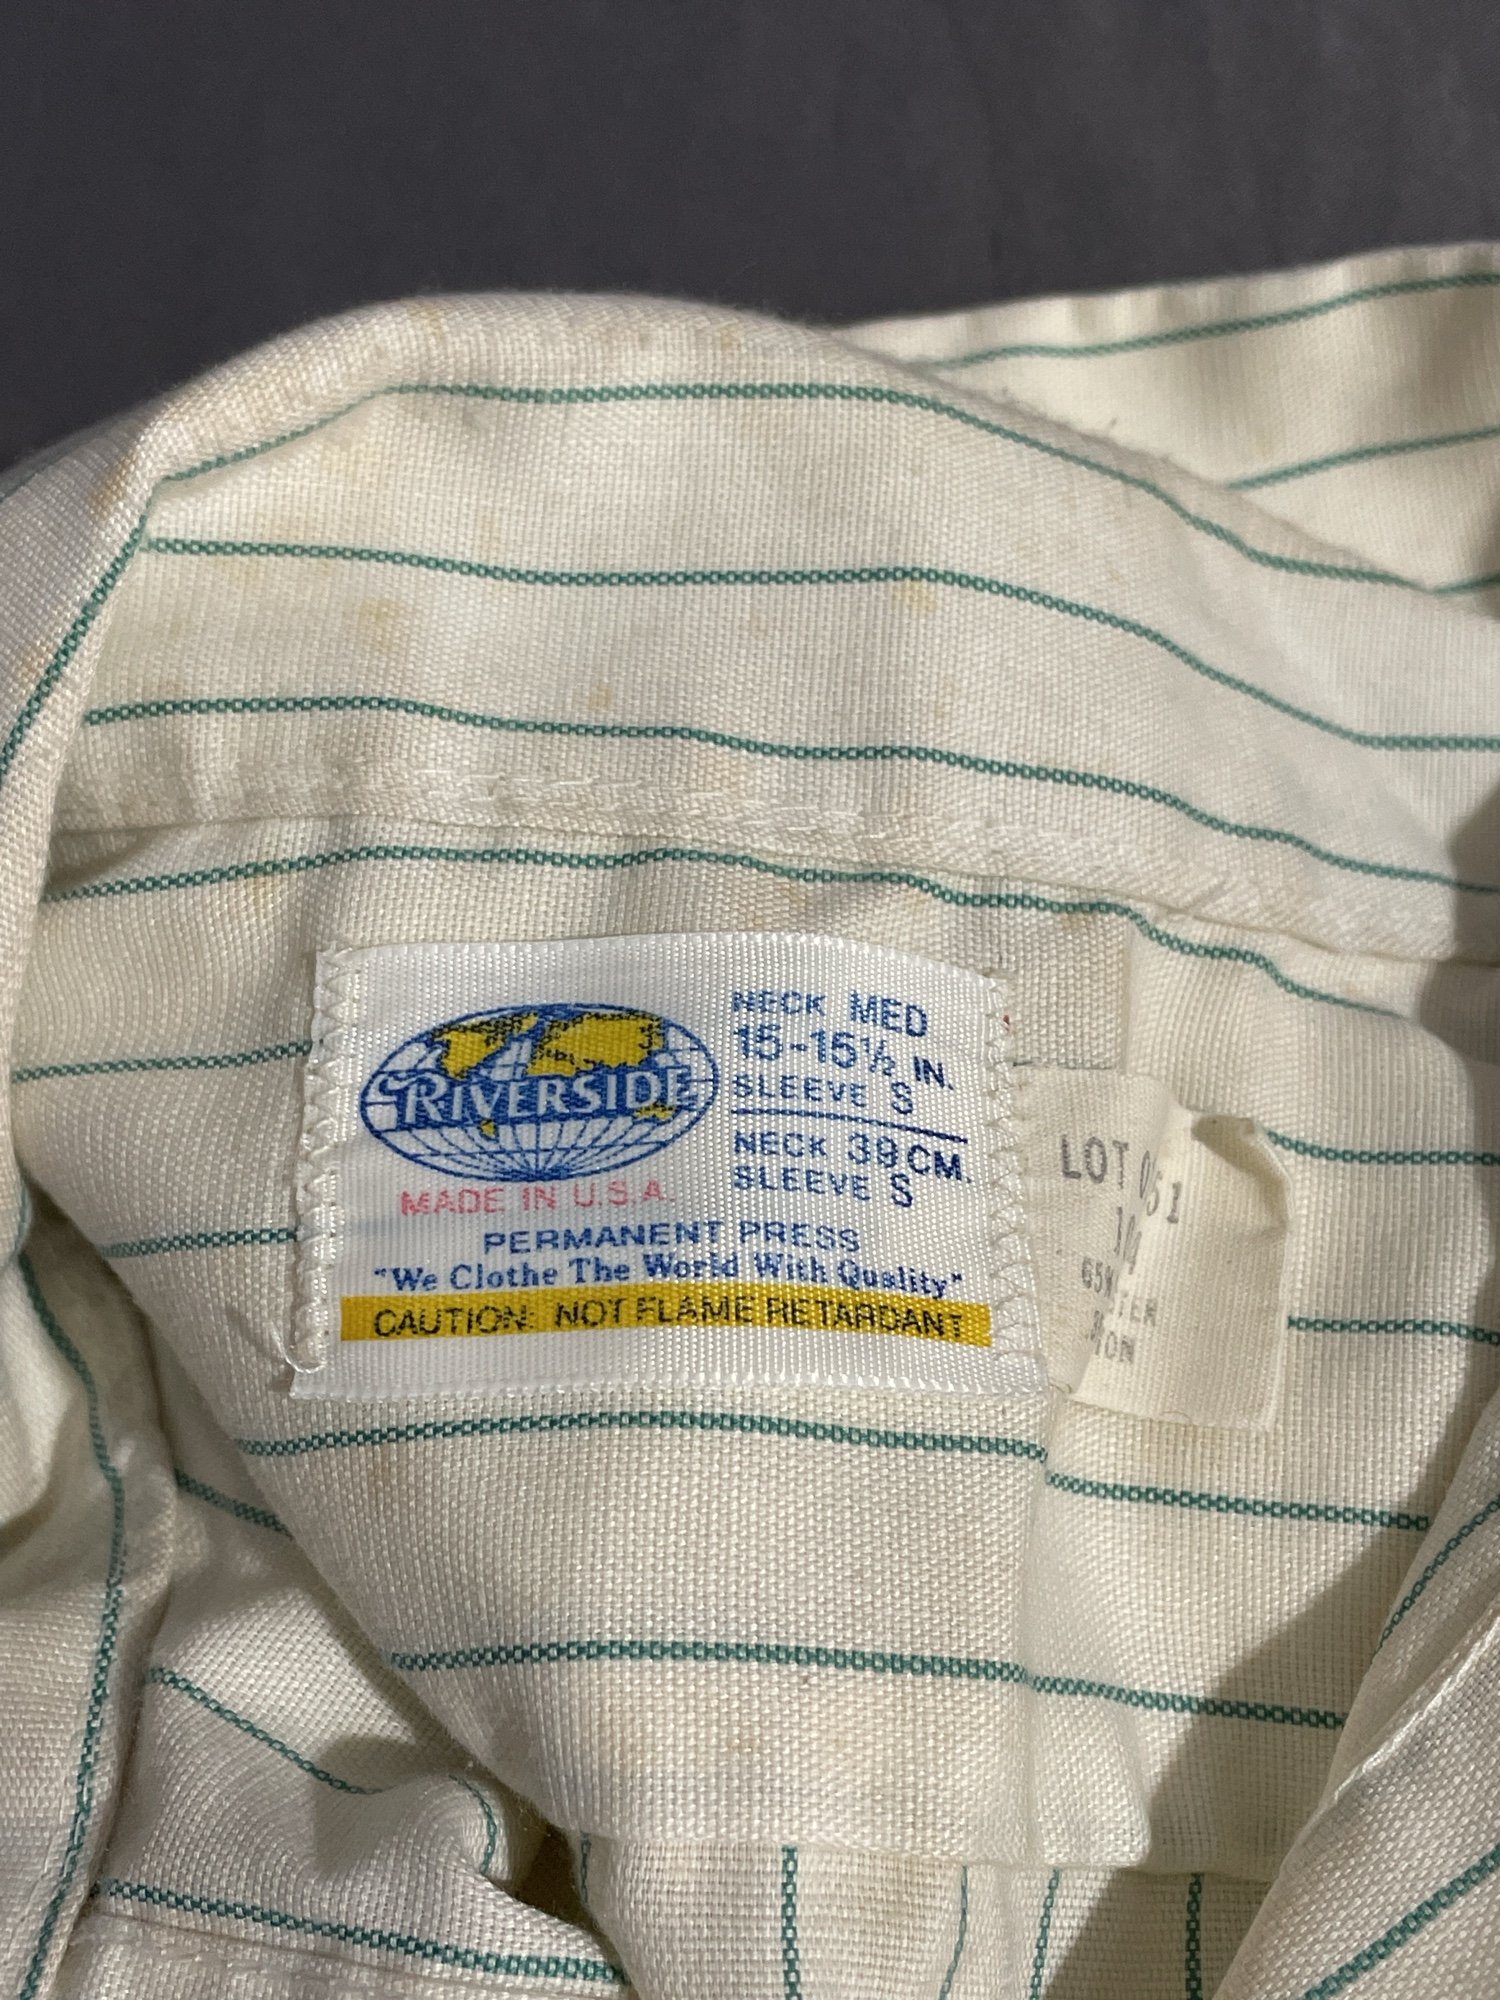 RIVERSIDE
MADE IN U.S.A.
NECK MED
15-15½ IN.
SLEEVE S
NECK 39 CM.
SLEEVE S
PERMANENT PRESS
"We Clothe The World With Quality"
CAUTION: NOT FLAME RETARDANT
LOT 051